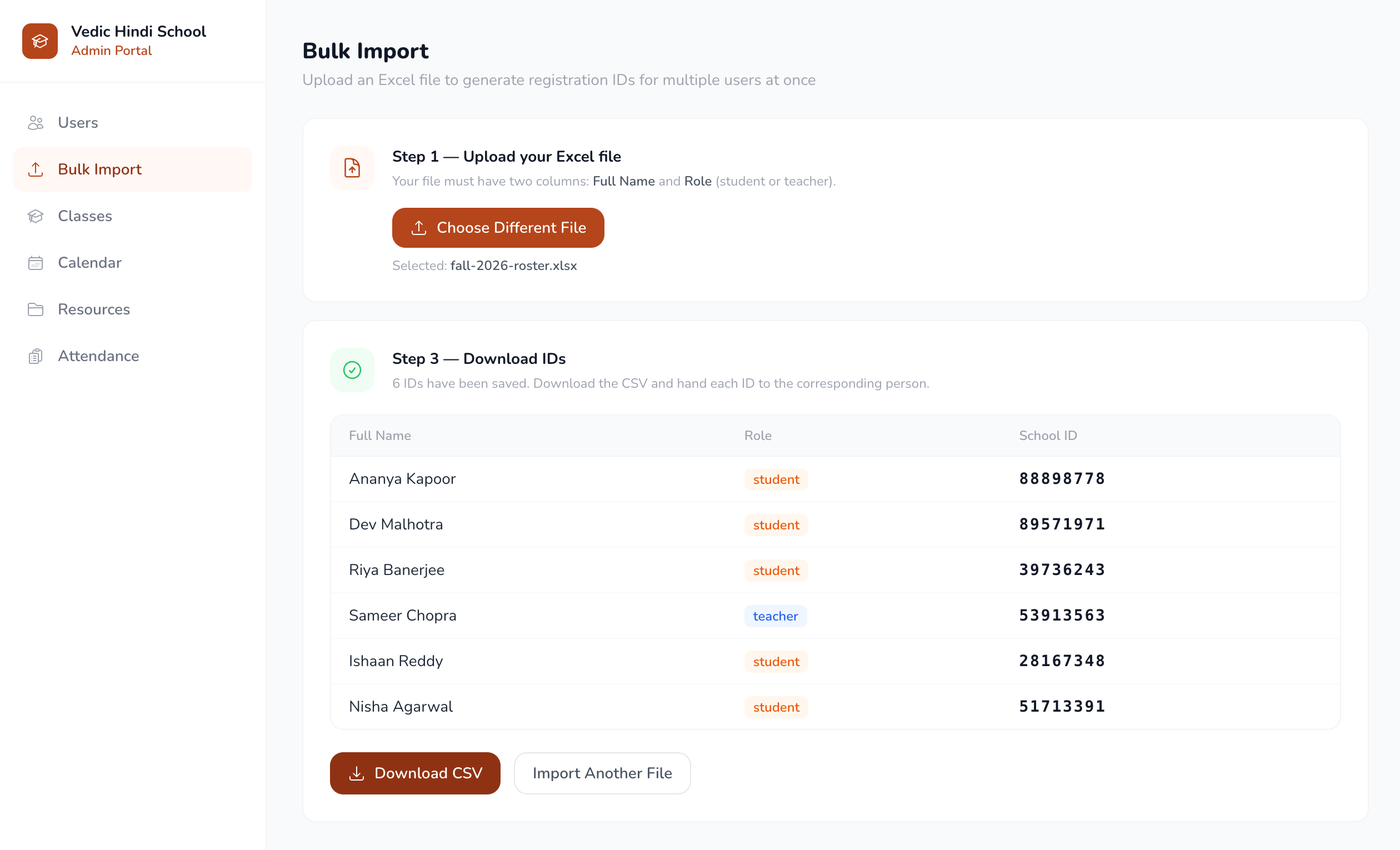 Vedic Hindi School
Admin Portal
Users
Bulk Import
Classes
Calendar
Resources
Attendance
Bulk Import
Upload an Excel file to generate registration IDs for multiple users at once
Step 1 — Upload your Excel file
Your file must have two columns: Full Name and Role (student or teacher).
Choose Different File
Selected: fall-2026-roster.xlsx
Step 3 — Download IDs
6 IDs have been saved. Download the CSV and hand each ID to the corresponding person.
Full Name Role School ID
Ananya Kapoor student 88898778
Dev Malhotra student 89571971
Riya Banerjee student 39736243
Sameer Chopra teacher 53913563
Ishaan Reddy student 28167348
Nisha Agarwal student 51713391
Download CSV Import Another File